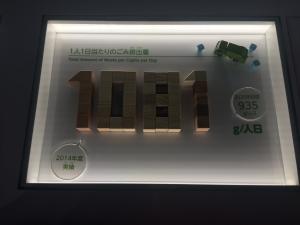 1人1日当たりのごみ排出量
Total Amount of Waste per Capita per Day
1081
935
g/人日
2014年度
実績